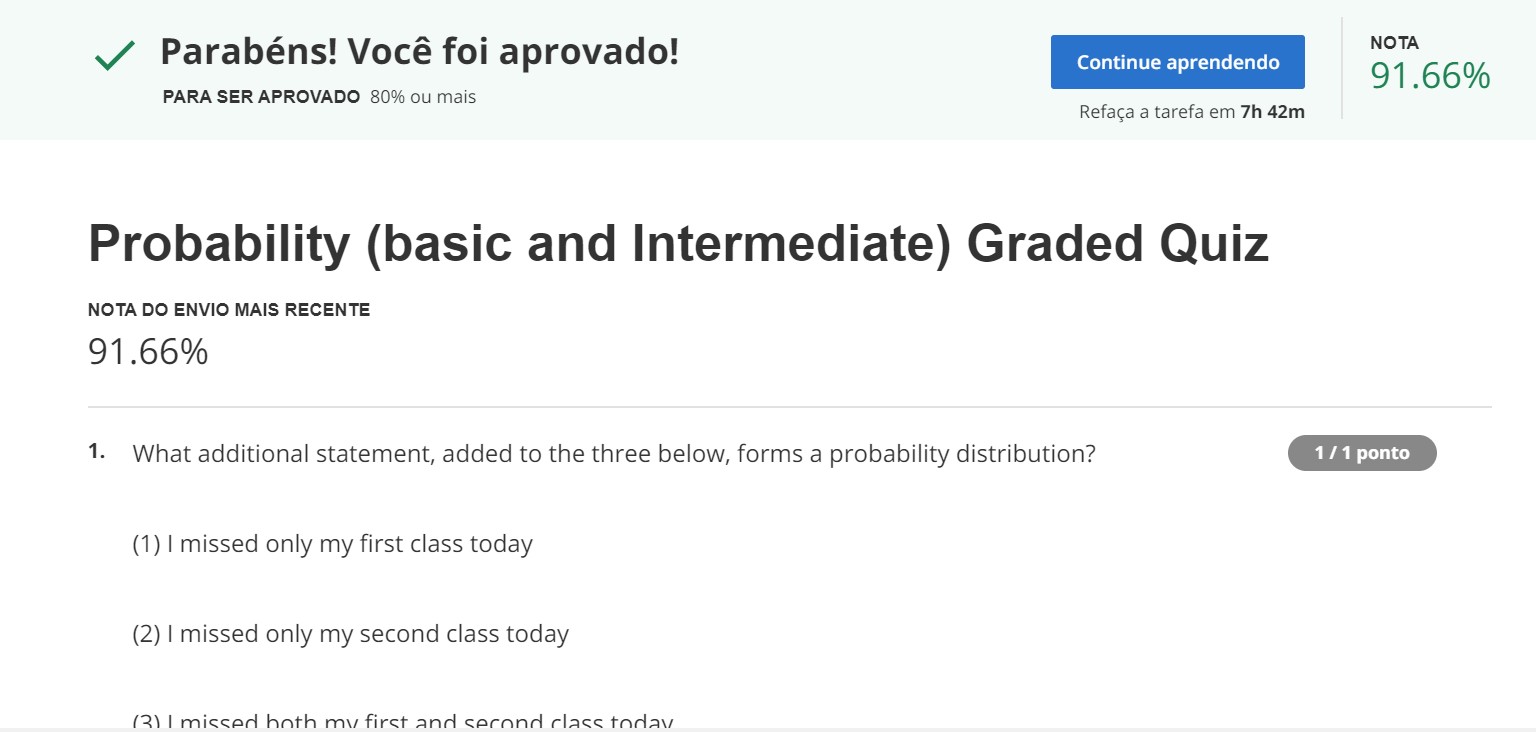 Parabéns! Você foi aprovado!
PARA SER APROVADO 80% ou mais
Continue aprendendo
Refaça a tarefa em 7h 42m
NOTA
91.66%
Probability (basic and Intermediate) Graded Quiz
NOTA DO ENVIO MAIS RECENTE
91.66%
1. What additional statement, added to the three below, forms a probability distribution?
1 / 1 ponto
(1) I missed only my first class today
(2) I missed only my second class today
(3) I missed both my first and second class today